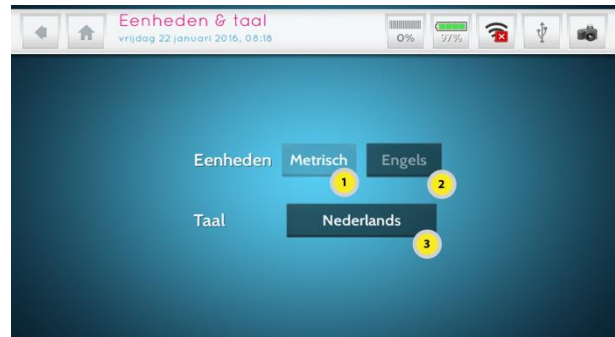 Eenheden & taal
vrijdag 22 januari 2016, 08:18
0%
97%
Eenheden Metrisch Engels
1 2
Taal Nederlands
3